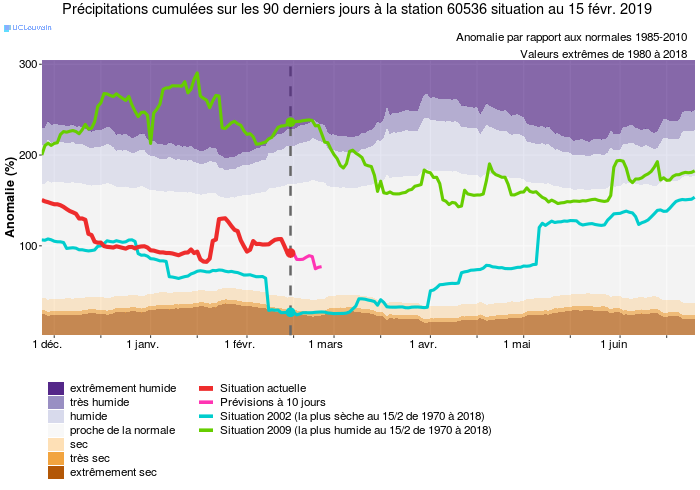 Précipitations cumulées sur les 90 derniers jours à la station 60536 situation au 15 févr. 2019
UCLouvain
Anomalie par rapport aux normales 1985-2010
Valeurs extrêmes de 1980 à 2018
300
200
100
Anomalie (%)
1 déc. 1 janv. 1 févr. 1 mars 1 avr. 1 mai 1 juin
extrêmement humide
très humide
humide
proche de la normale
sec
très sec
extrêmement sec
Situation actuelle
Prévisions à 10 jours
Situation 2002 (la plus sèche au 15/2 de 1970 à 2018)
Situation 2009 (la plus humide au 15/2 de 1970 à 2018)